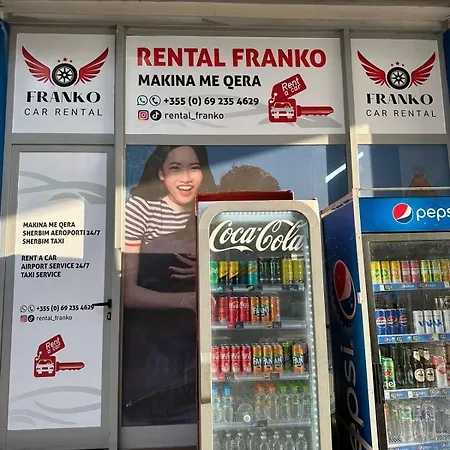 FRANKO
CAR RENTAL
RENTAL FRANKO
MAKINA ME QERA
+355 (0) 69 235 4629
rental_franko
Rent
a car
FRANKO
CAR RENTAL
MAKINA ME QERA
SHERBIM AEROPORTI 24/7
SHERBIM TAXI
RENT A CAR
AIRPORT SERVICE 24/7
TAXI SERVICE
+355 (0) 69 235 4629
rental_franko
Rent
a car
Coca-Cola
pepsi
pepsi